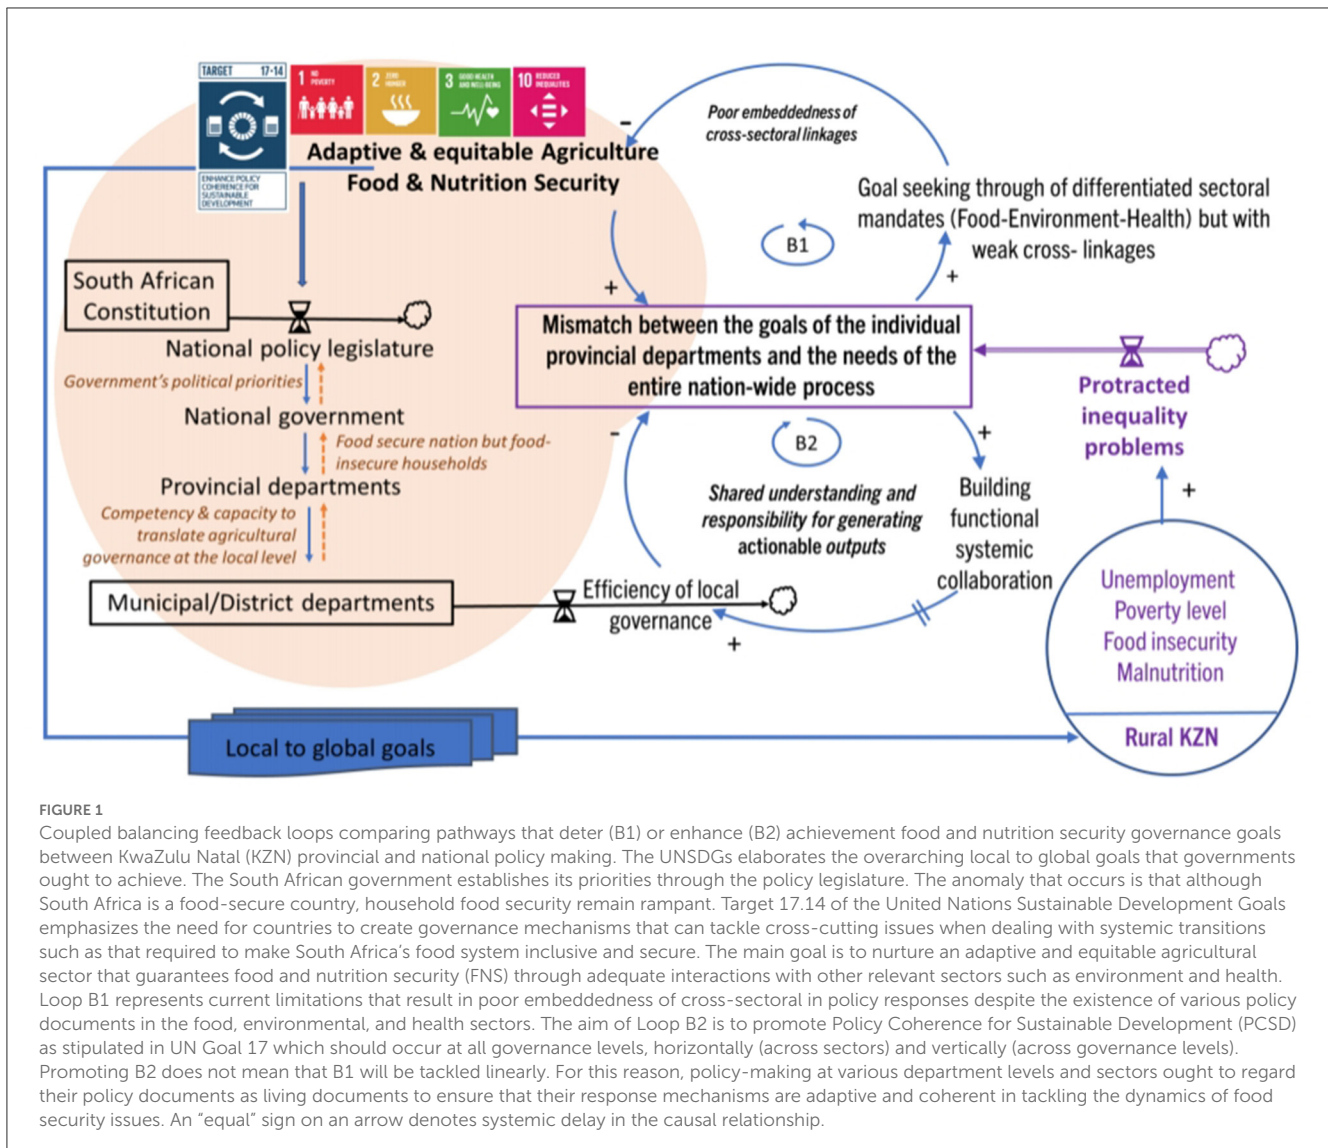 TARGET 17·14
ENHANCE POLICY
COHERENCE FOR
SUSTAINABLE
DEVELOPMENT
1 NO
POVERTY
2 ZERO
HUNGER
3 GOOD HEALTH
AND WELL-BEING
10 REDUCED
INEQUALITIES
Adaptive & equitable Agriculture
Food & Nutrition Security
−
Poor embeddedness of
cross-sectoral linkages
Goal seeking through of differentiated sectoral
mandates (Food-Environment-Health) but with
weak cross- linkages
B1
+
+
South African
Constitution
National policy legislature
Government's political priorities
National government
Food secure nation but food-
insecure households
Provincial departments
Competency & capacity to
translate agricultural
governance at the local level
Municipal/District departments
Mismatch between the goals of the individual
provincial departments and the needs of the
entire nation-wide process
Protracted
inequality
problems
-
B2
+
+
Shared understanding and
responsibility for generating
actionable outputs
Building
functional
systemic
collaboration
Efficiency of local
governance
+
Unemployment
Poverty level
Food insecurity
Malnutrition
Rural KZN
Local to global goals
FIGURE 1
Coupled balancing feedback loops comparing pathways that deter (B1) or enhance (B2) achievement food and nutrition security governance goals
between KwaZulu Natal (KZN) provincial and national policy making. The UNSDGs elaborates the overarching local to global goals that governments
ought to achieve. The South African government establishes its priorities through the policy legislature. The anomaly that occurs is that although
South Africa is a food-secure country, household food security remain rampant. Target 17.14 of the United Nations Sustainable Development Goals
emphasizes the need for countries to create governance mechanisms that can tackle cross-cutting issues when dealing with systemic transitions
such as that required to make South Africa's food system inclusive and secure. The main goal is to nurture an adaptive and equitable agricultural
sector that guarantees food and nutrition security (FNS) through adequate interactions with other relevant sectors such as environment and health.
Loop B1 represents current limitations that result in poor embeddedness of cross-sectoral in policy responses despite the existence of various policy
documents in the food, environmental, and health sectors. The aim of Loop B2 is to promote Policy Coherence for Sustainable Development (PCSD)
as stipulated in UN Goal 17 which should occur at all governance levels, horizontally (across sectors) and vertically (across governance levels).
Promoting B2 does not mean that B1 will be tackled linearly. For this reason, policy-making at various department levels and sectors ought to regard
their policy documents as living documents to ensure that their response mechanisms are adaptive and coherent in tackling the dynamics of food
security issues. An "equal" sign on an arrow denotes systemic delay in the causal relationship.